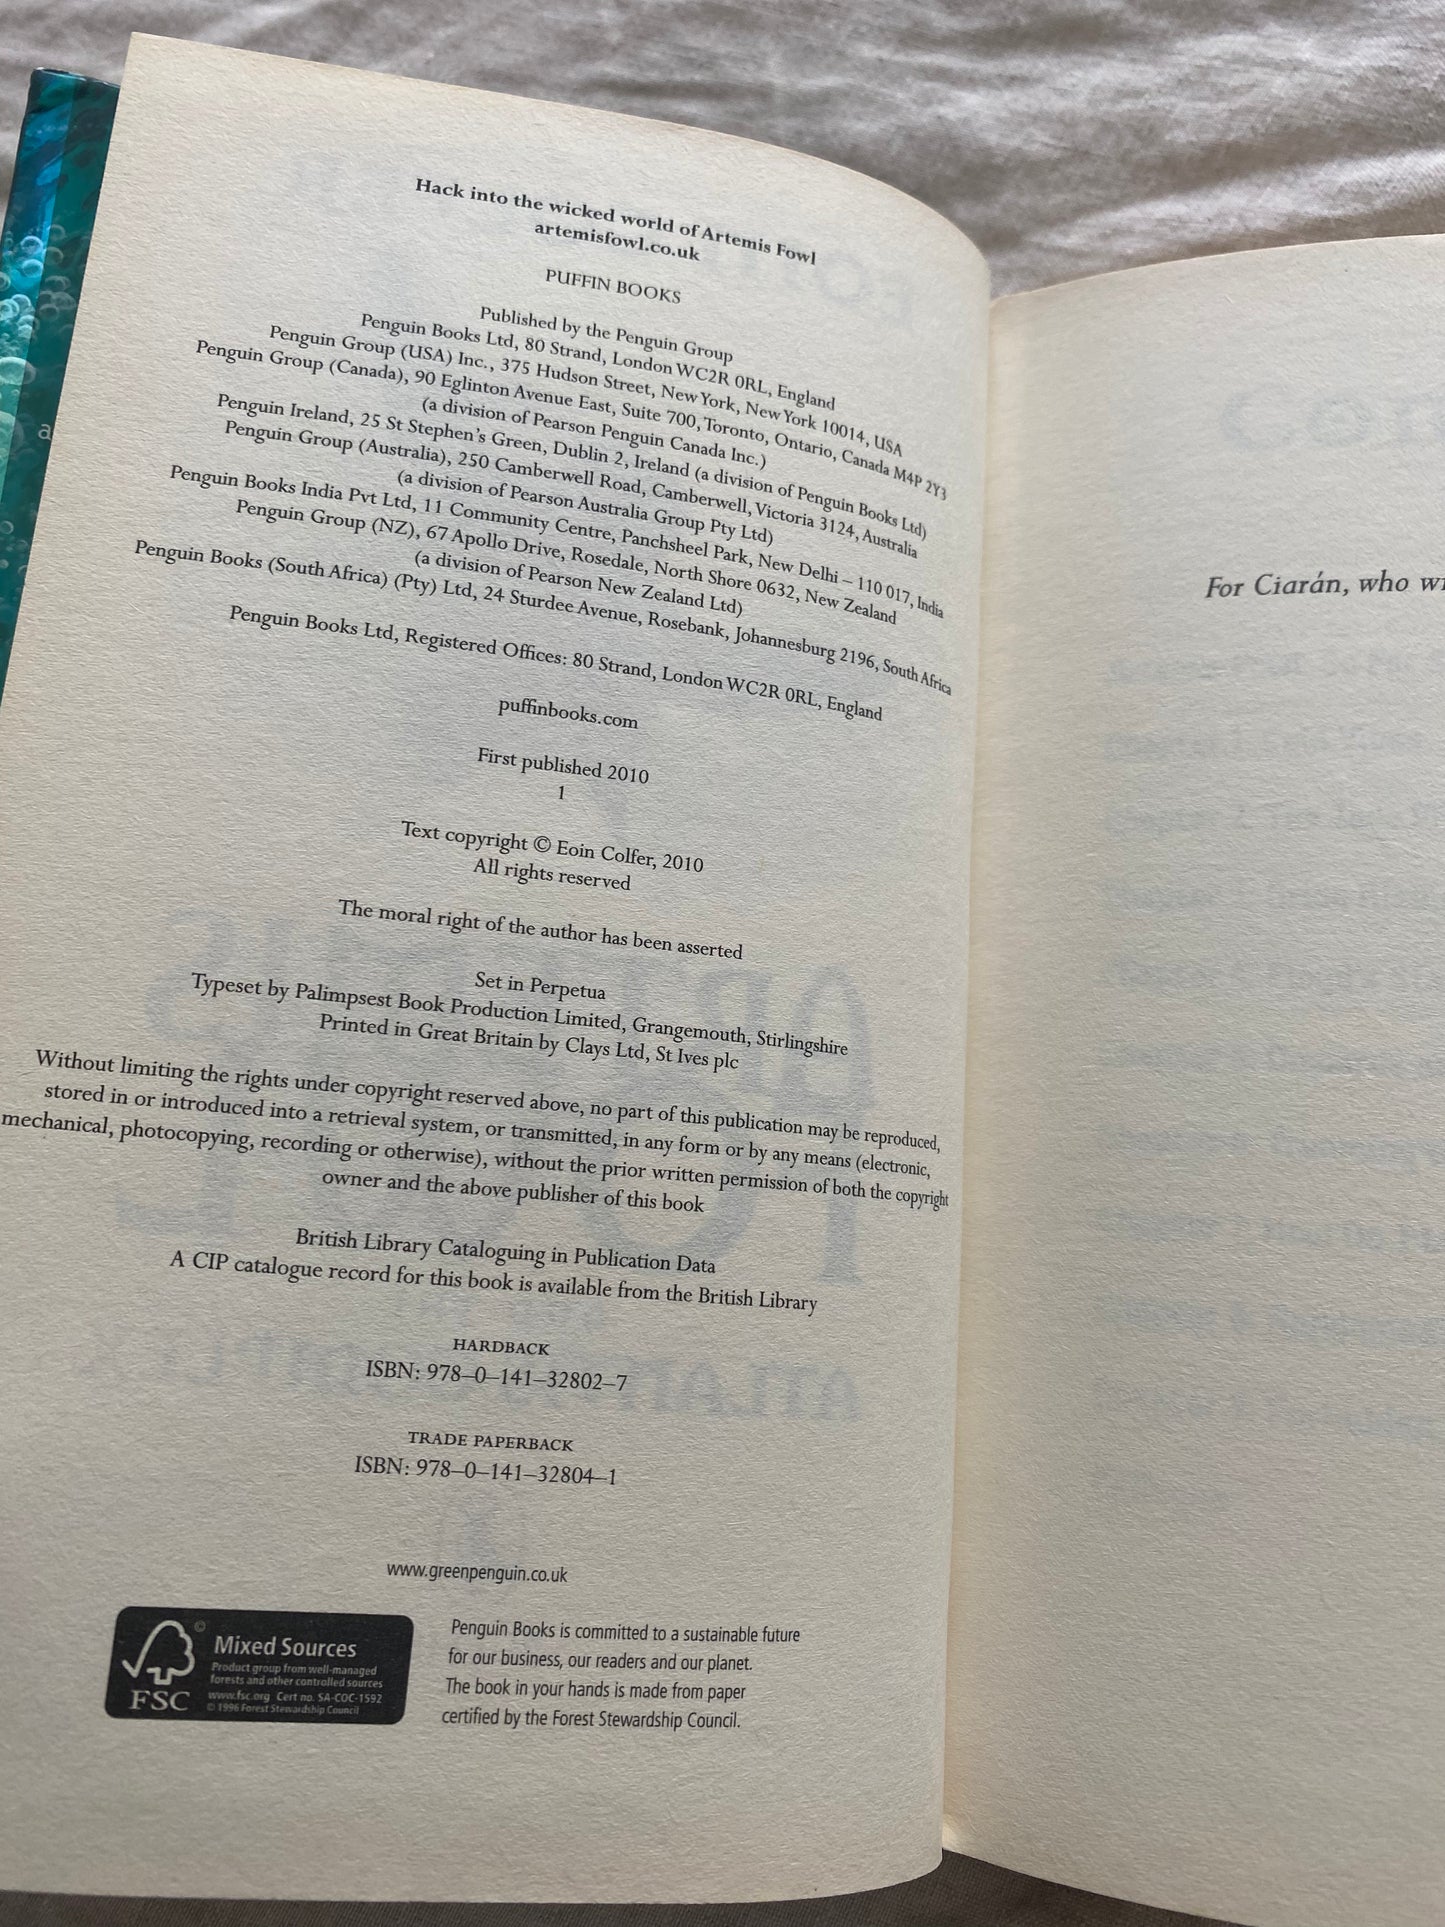 Hack into the wicked world of Artemis Fowl
artemisfowl.co.uk
PUFFIN BOOKS
Published by the Penguin Group
Penguin Books Ltd, 80 Strand, London WC2R 0RL, England
Penguin Group (USA) Inc., 375 Hudson Street, New York, New York 10014, USA
Penguin Group (Canada), 90 Eglinton Avenue East, Suite 700, Toronto, Ontario, Canada M4P 2Y3
(a division of Pearson Penguin Canada Inc.)
Penguin Ireland, 25 St Stephen's Green, Dublin 2, Ireland (a division of Penguin Books Ltd)
Penguin Group (Australia), 250 Camberwell Road, Camberwell, Victoria 3124, Australia
(a division of Pearson Australia Group Pty Ltd)
Penguin Books India Pvt Ltd, 11 Community Centre, Panchsheel Park, New Delhi – 110 017, India
Penguin Group (NZ), 67 Apollo Drive, Rosedale, North Shore 0632, New Zealand
(a division of Pearson New Zealand Ltd)
Penguin Books (South Africa) (Pty) Ltd, 24 Sturdee Avenue, Rosebank, Johannesburg 2196, South Africa
Penguin Books Ltd, Registered Offices: 80 Strand, London WC2R 0RL, England
puffinbooks.com
First published 2010
1
Text copyright © Eoin Colfer, 2010
All rights reserved
The moral right of the author has been asserted
Set in Perpetua
Typeset by Palimpsest Book Production Limited, Grangemouth, Stirlingshire
Printed in Great Britain by Clays Ltd, St Ives plc
Without limiting the rights under copyright reserved above, no part of this publication may be reproduced,
stored in or introduced into a retrieval system, or transmitted, in any form or by any means (electronic,
mechanical, photocopying, recording or otherwise), without the prior written permission of both the copyright
owner and the above publisher of this book
British Library Cataloguing in Publication Data
A CIP catalogue record for this book is available from the British Library
HARDBACK
ISBN: 978–0–141–32802–7
TRADE PAPERBACK
ISBN: 978–0–141–32804–1
www.greenpenguin.co.uk
©
Mixed Sources
Product group from well-managed
forests and other controlled sources
www.fsc.org Cert no. SA-COC-1592
© 1996 Forest Stewardship Council
FSC
Penguin Books is committed to a sustainable future
for our business, our readers and our planet.
The book in your hands is made from paper
certified by the Forest Stewardship Council.
For Ciarán, who wi
a